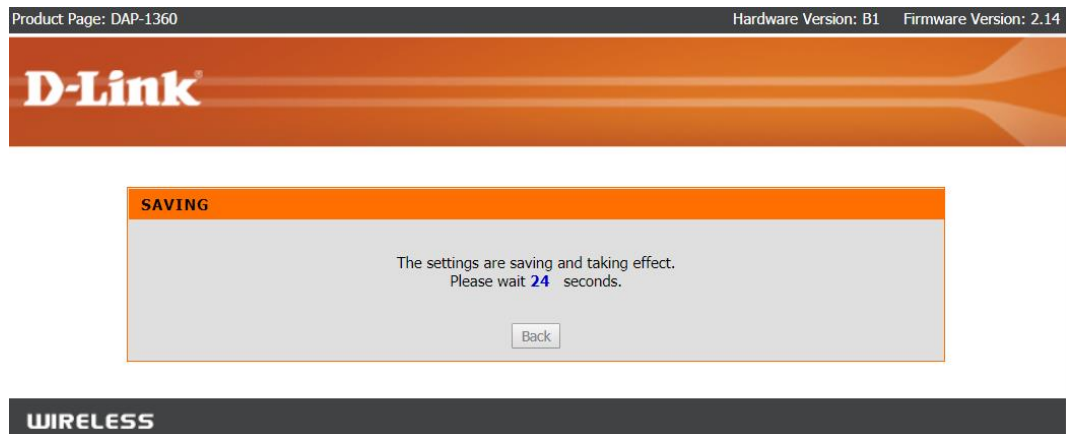 Product Page: DAP-1360 Hardware Version: B1 Firmware Version: 2.14
D-Link®
SAVING
The settings are saving and taking effect.
Please wait 24 seconds.
Back
WIRELESS